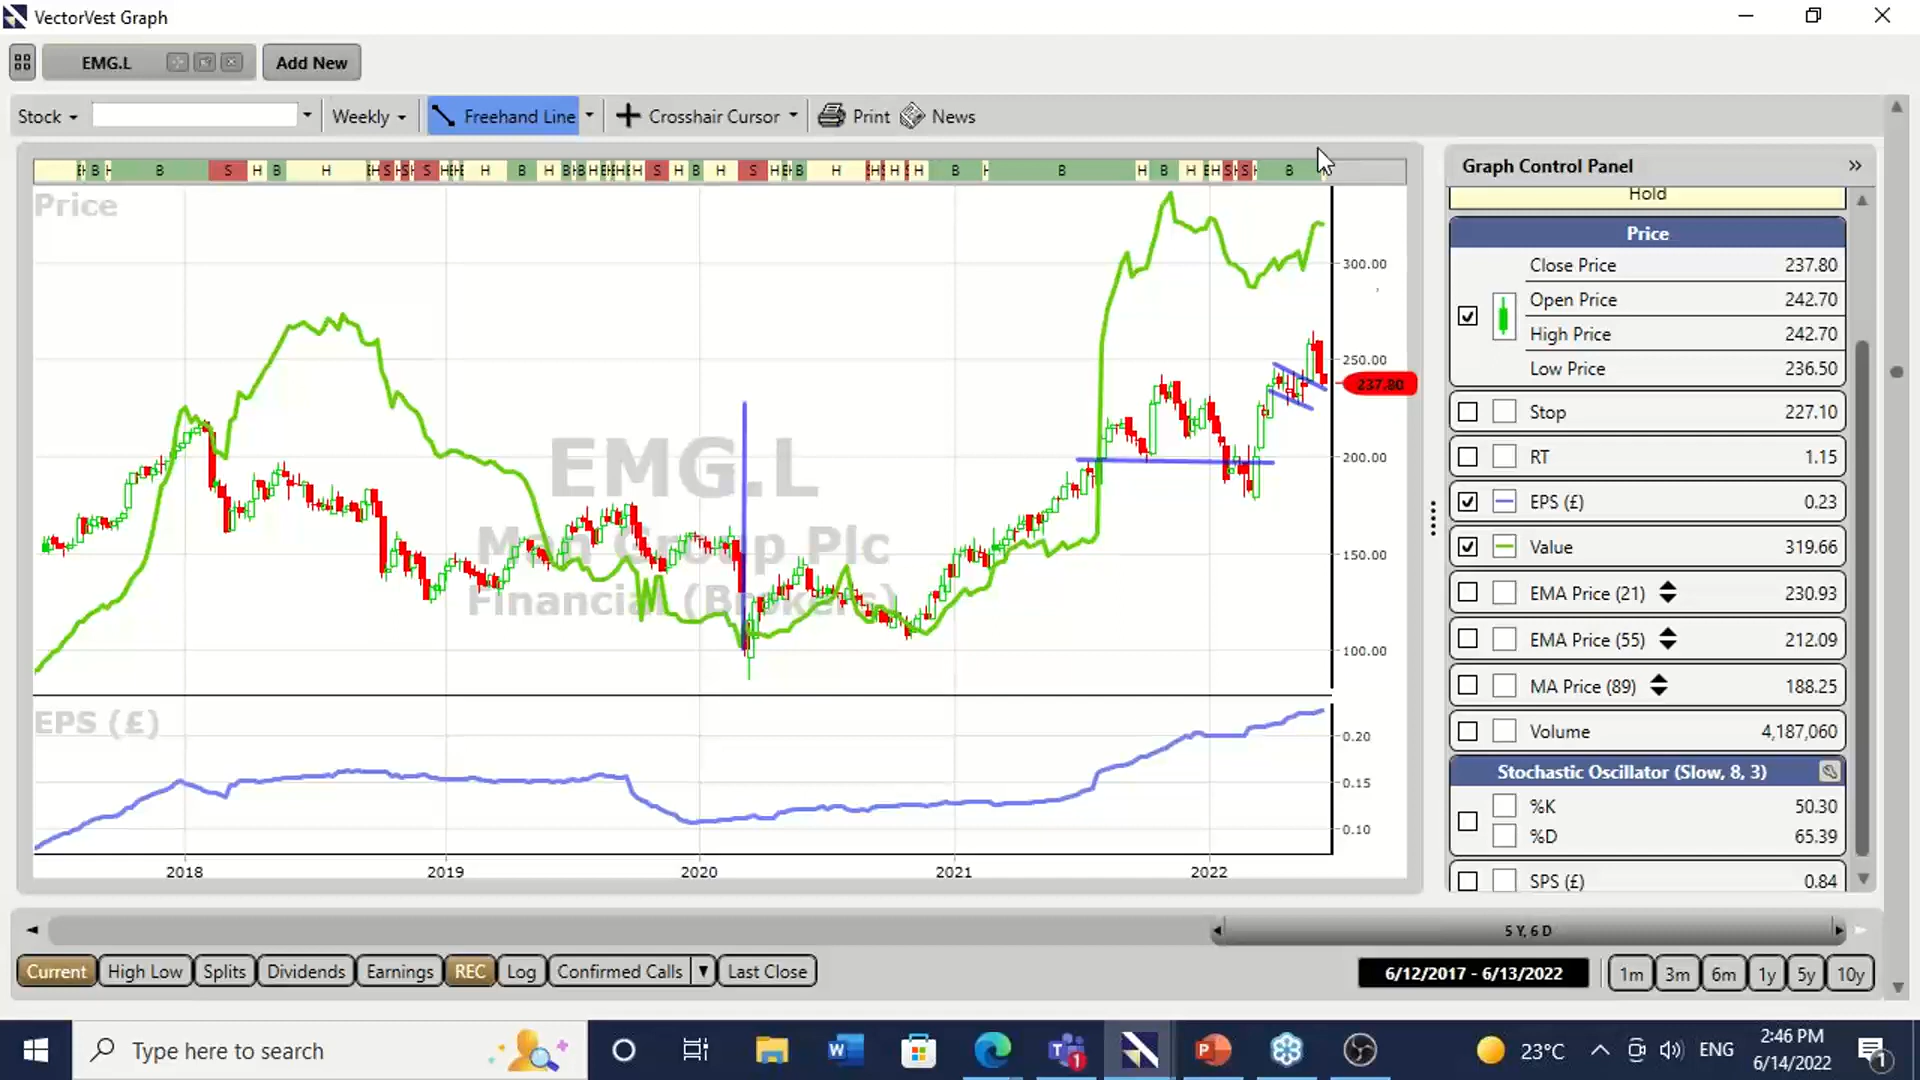 VectorVest Graph
EMG.L
Add New
Stock
Weekly
Freehand Line
Crosshair Cursor
Print
News
B B S H B H S S S H H B H B H H S H B H S H B H H H B B H B H S S B
Price
300.00
250.00
237.80
200.00
150.00
100.00
EMG.L
Man Group Plc
Financial (Brokers)
EPS (£)
0.20
0.15
0.10
2018 2019 2020 2021 2022
Graph Control Panel
Hold
Price
Close Price 237.80
Open Price 242.70
High Price 242.70
Low Price 236.50
Stop 227.10
RT 1.15
EPS (£) 0.23
Value 319.66
EMA Price (21) 230.93
EMA Price (55) 212.09
MA Price (89) 188.25
Volume 4,187,060
Stochastic Oscillator (Slow, 8, 3)
%K 50.30
%D 65.39
SPS (£) 0.84
5 Y, 6 D
Current High Low Splits Dividends Earnings REC Log Confirmed Calls Last Close
6/12/2017 - 6/13/2022
1m 3m 6m 1y 5y 10y
Type here to search
23°C
ENG
2:46 PM
6/14/2022